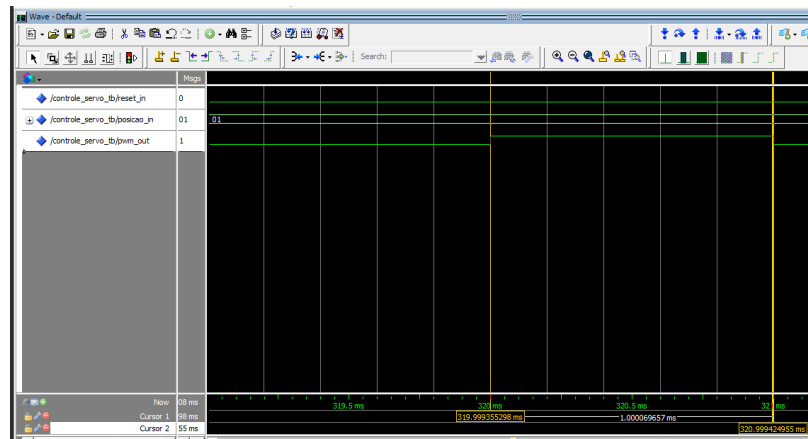 Wave - Default
Search:
Msgs
/controle_servo_tb/reset_in 0
/controle_servo_tb/posicao_in 01 01
/controle_servo_tb/pwm_out 1
Now 08 ms 319.5 ms 320 ms 320.5 ms 321 ms
Cursor 1 98 ms 319.999355298 ms 1.000069657 ms
Cursor 2 55 ms 320.999424955 ms